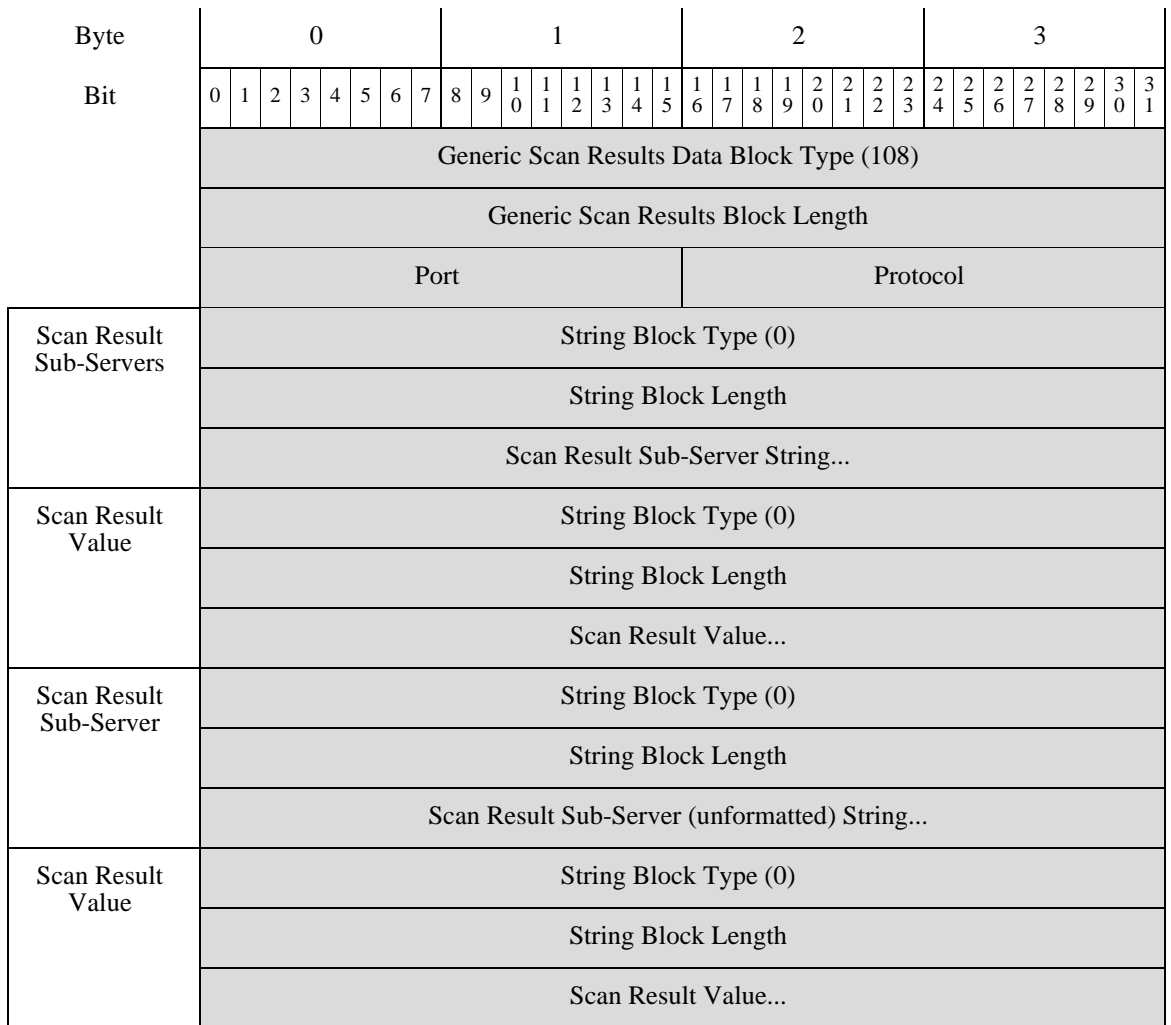 Byte 0 1 2 3
Bit 0 1 2 3 4 5 6 7 8 9 10 11 12 13 14 15 16 17 18 19 20 21 22 23 24 25 26 27 28 29 30 31
Generic Scan Results Data Block Type (108)
Generic Scan Results Block Length
Port Protocol
Scan Result
Sub-Servers
String Block Type (0)
String Block Length
Scan Result Sub-Server String...
Scan Result
Value
String Block Type (0)
String Block Length
Scan Result Value...
Scan Result
Sub-Server
String Block Type (0)
String Block Length
Scan Result Sub-Server (unformatted) String...
Scan Result
Value
String Block Type (0)
String Block Length
Scan Result Value...